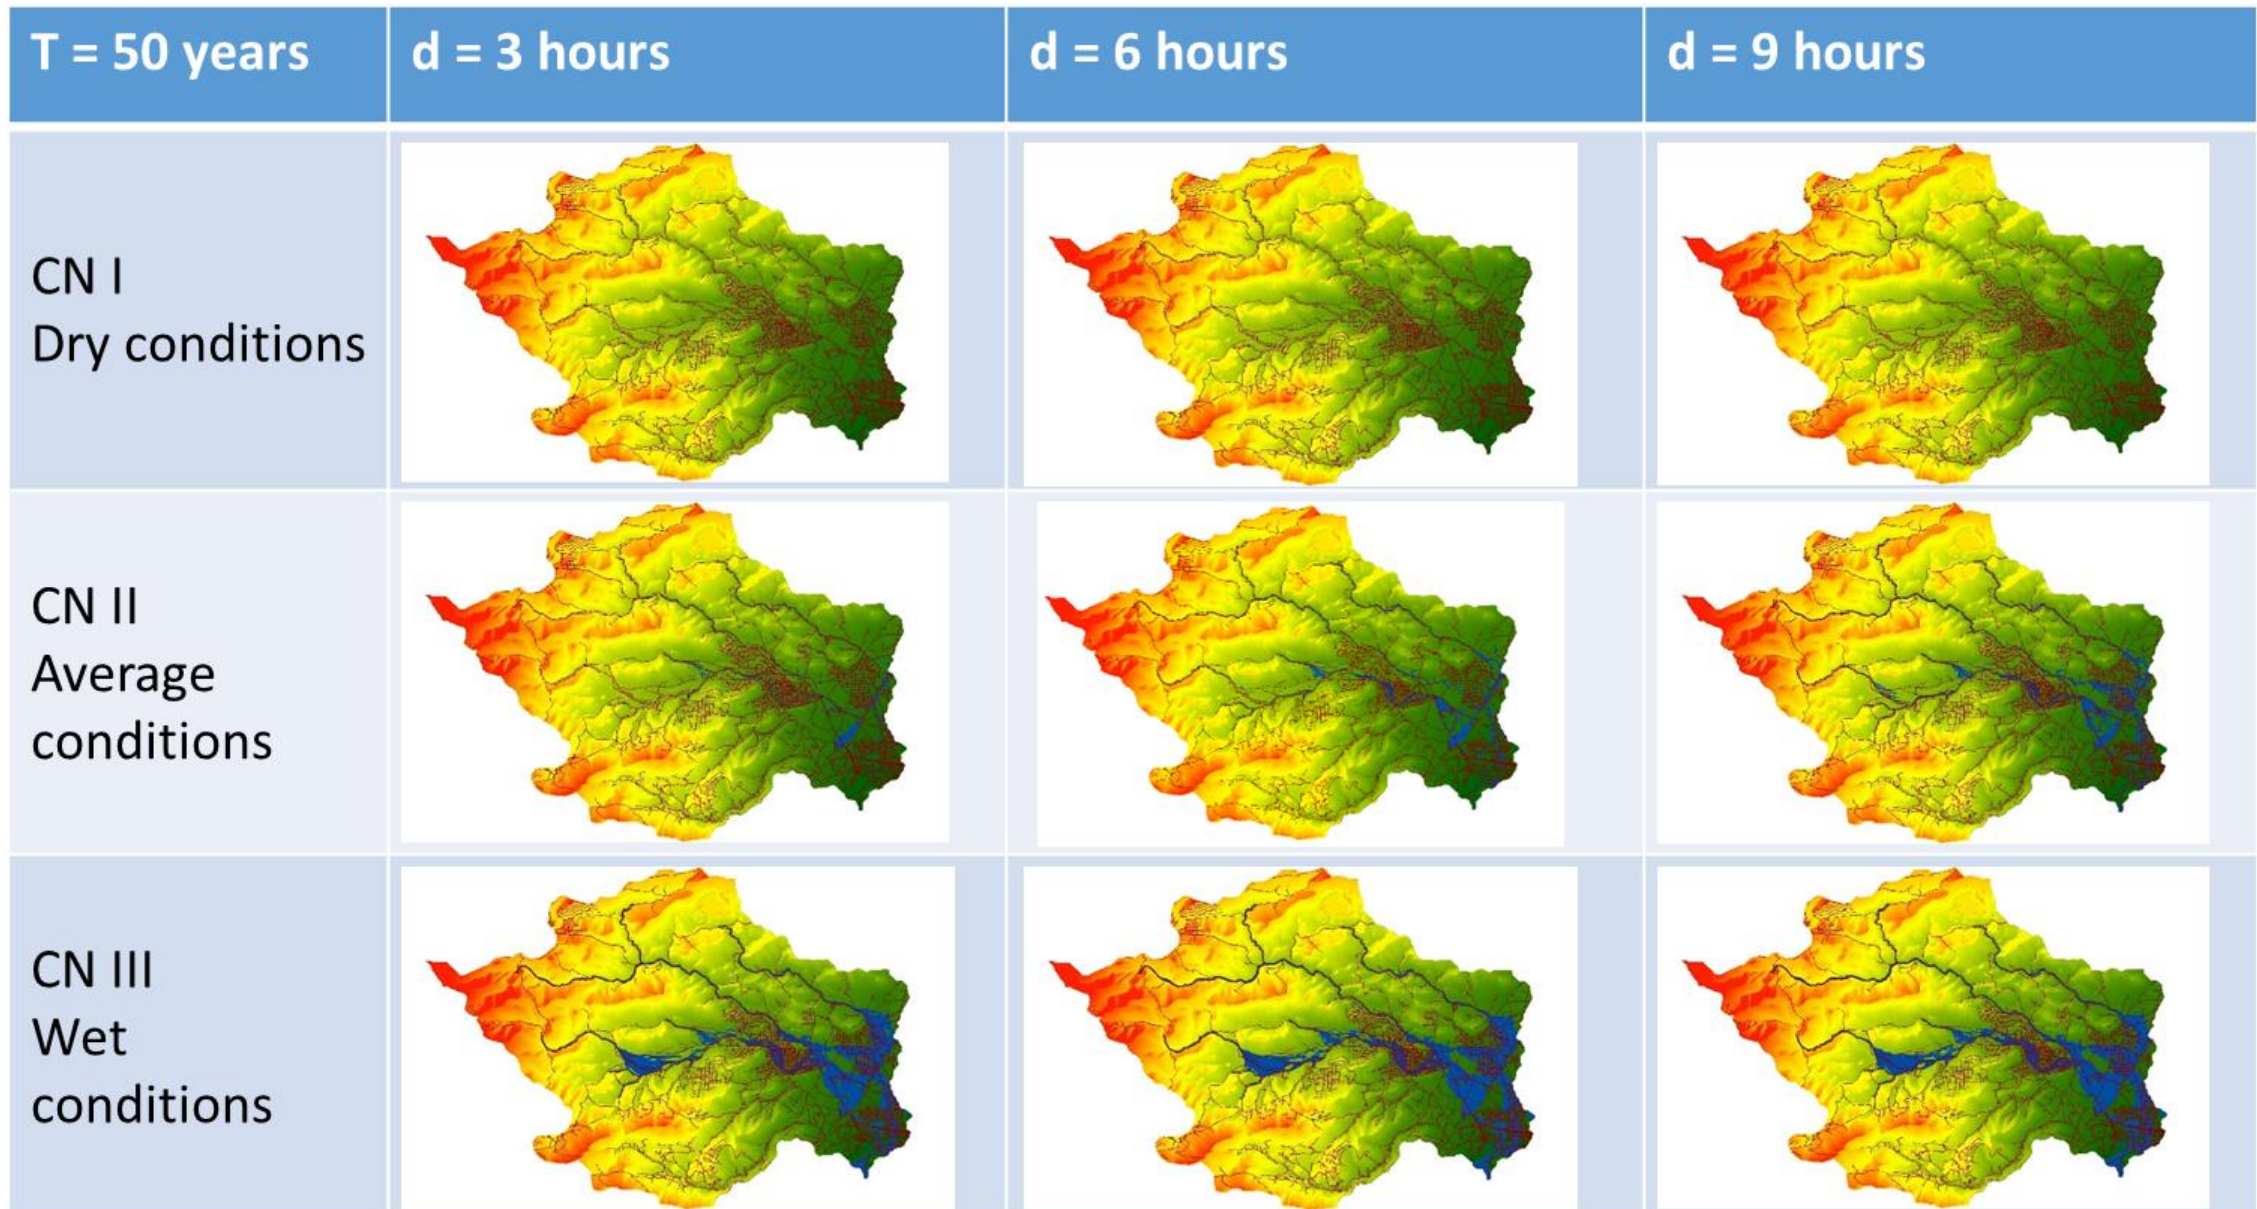 T = 50 years
d = 3 hours
d = 6 hours
d = 9 hours
CN I
Dry conditions
CN II
Average
conditions
CN III
Wet
conditions